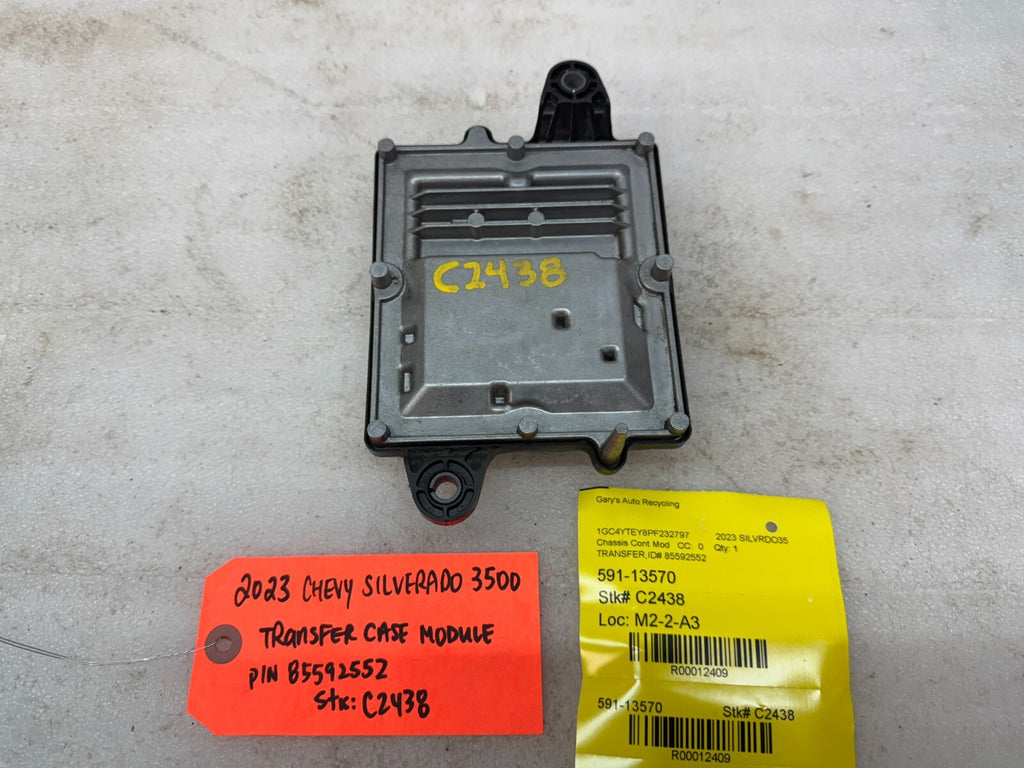 C2438
2023 CHEVY SILVERADO 3500
TRANSFER CASE MODULE
P/N 85592552
Stk: C2438
Gary's Auto Recycling
1GC4YTEY8PF232797 2023 SILVRDO35
Chassis Cont Mod CC: 0 Qty: 1
TRANSFER,ID# 85592552
591-13570
Stk# C2438
Loc: M2-2-A3
R00012409
591-13570 Stk# C2438
R00012409